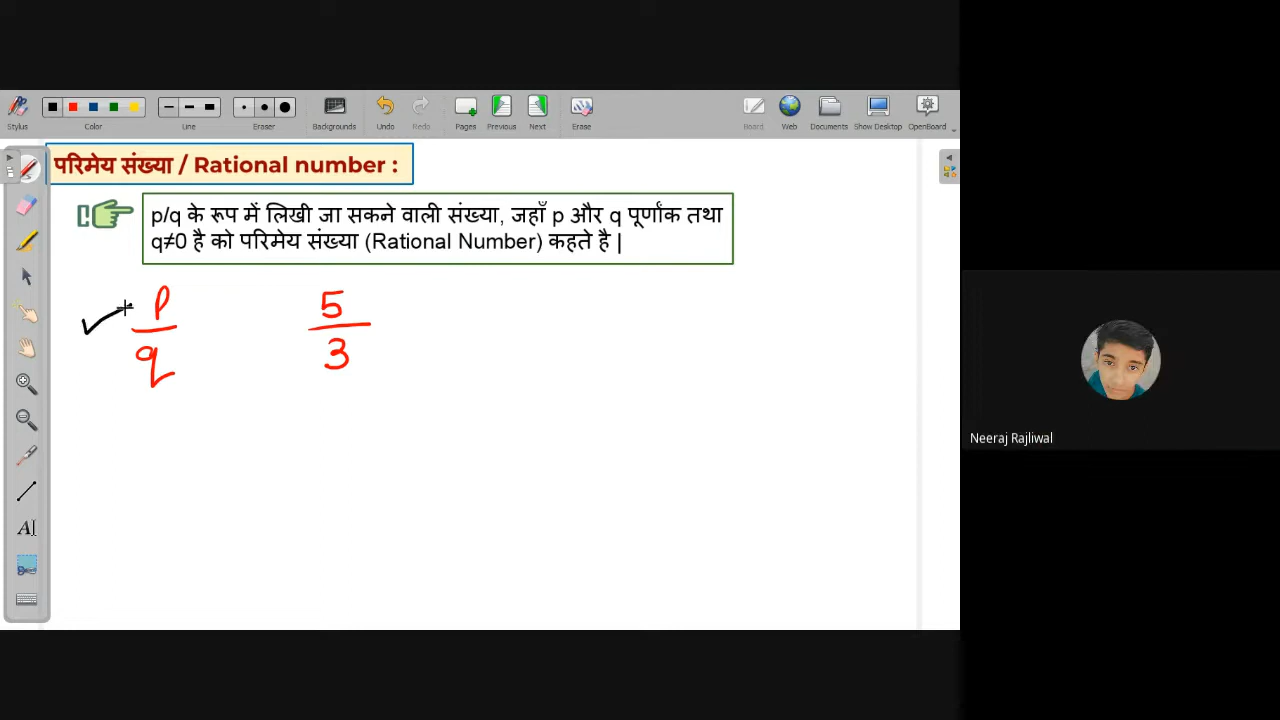 Stylus
Color
Line
Eraser
Backgrounds
Undo
Redo
Pages
Previous
Next
Erase
Board
Web
Documents
Show Desktop
OpenBoard
परिमेय संख्या / Rational number :
p/q के रूप में लिखी जा सकने वाली संख्या, जहाँ p और q पूर्णांक तथा
q≠0 है को परिमेय संख्या (Rational Number) कहते है |
p
q
5
3
A
Neeraj Rajliwal